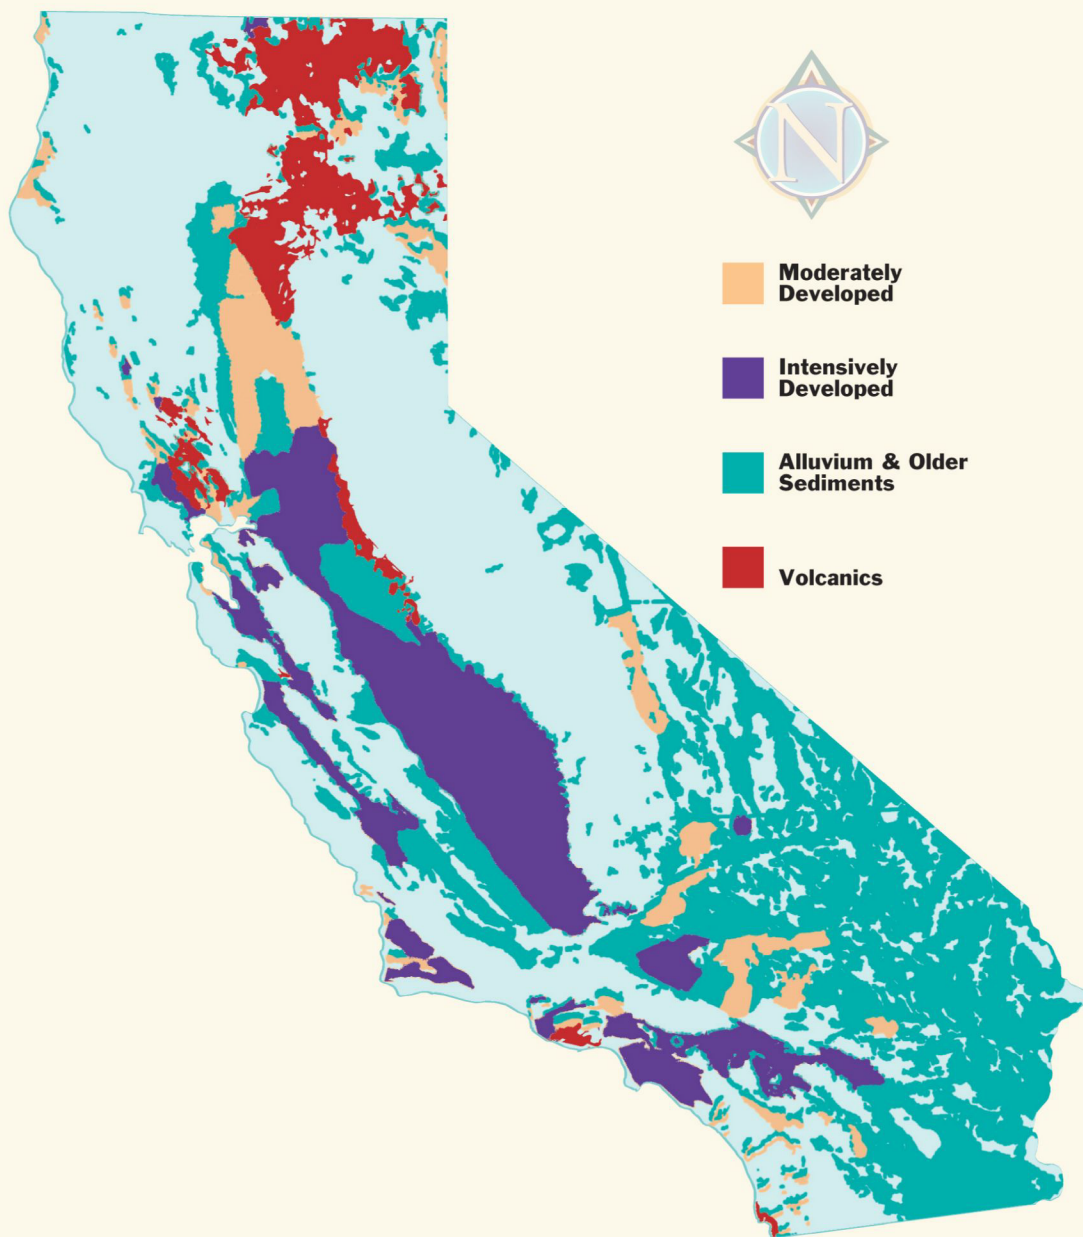 N
Moderately
Developed
Intensively
Developed
Alluvium & Older
Sediments
Volcanics